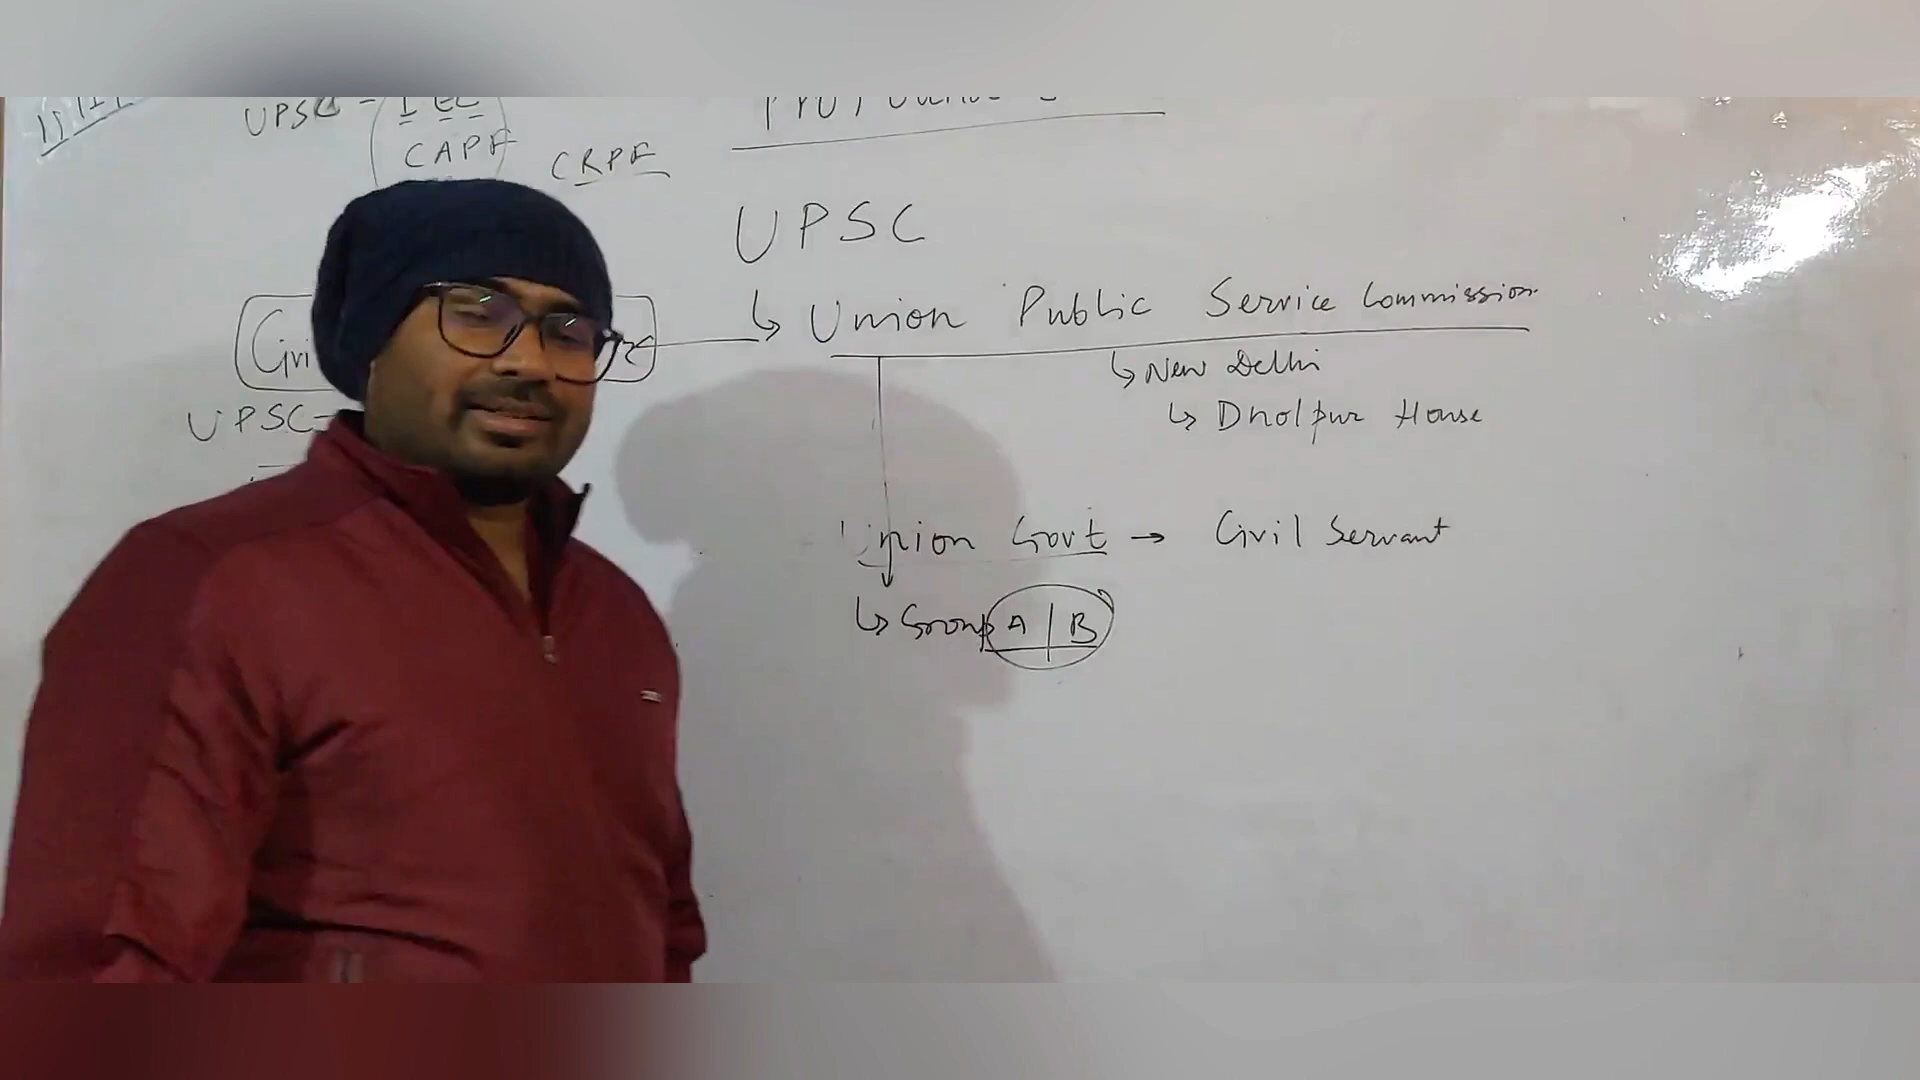 UPSC -
CAPF
CRPF
UPSC
Union Public Service Commission
New Delhi
Dholpur House
UPSC-
Union Govt → Civil Servant
Group A | B